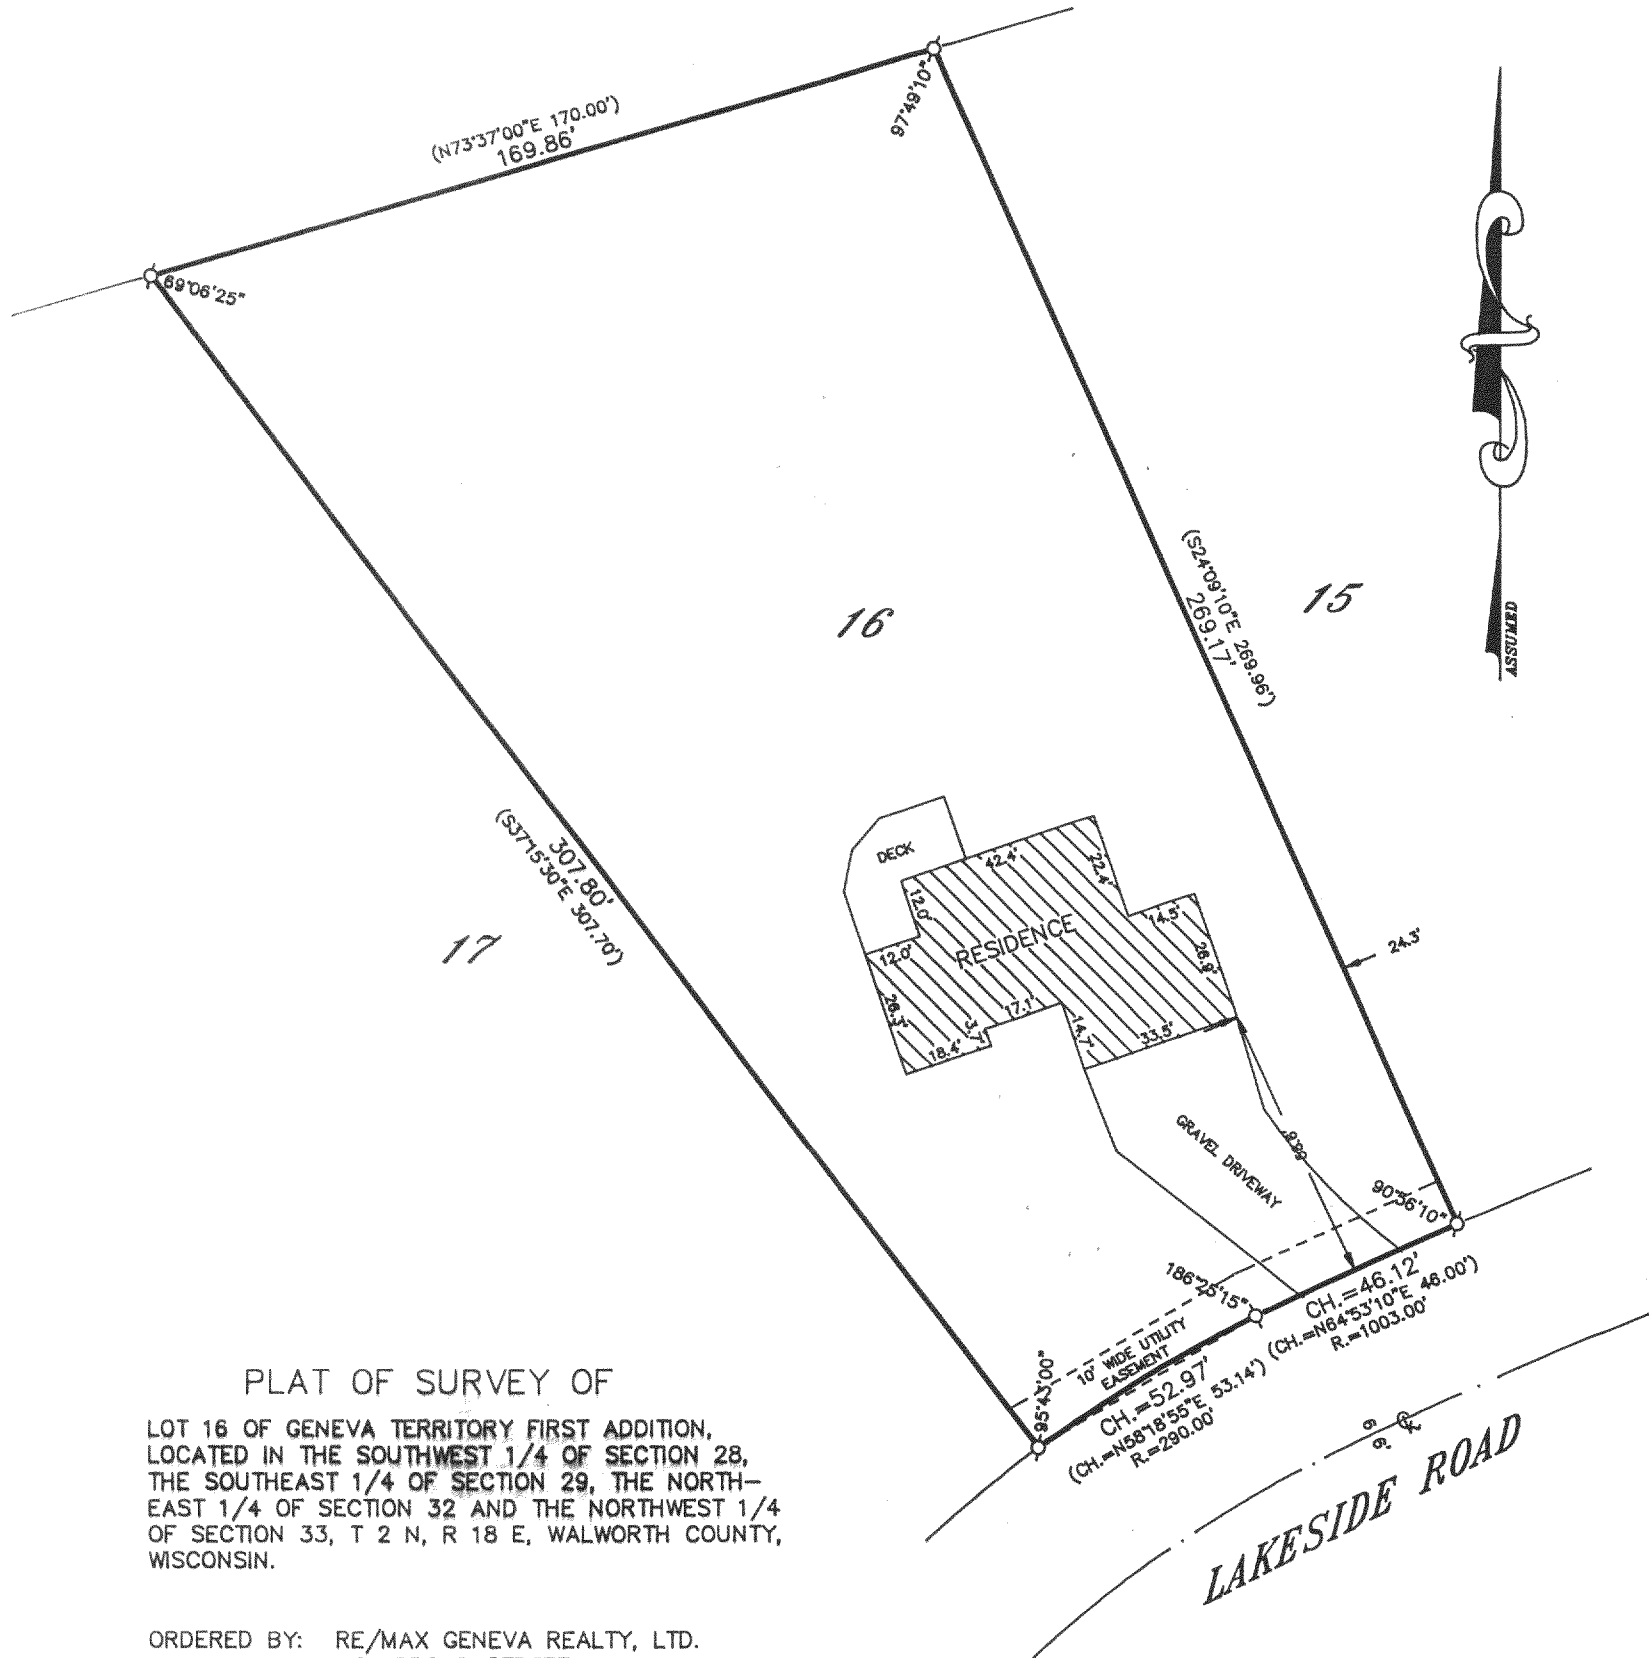 (N73°37'00"E 170.00')
169.86'
97°49'10"
69°06'25"
ASSUMED
(S24°09'10"E 269.96')
269.17'
15
16
307.80'
(S37°15'30"E 307.70')
17
DECK
42.4'
22.4'
12.0'
14.5'
RESIDENCE
12.0'
26.9'
24.3'
26.3'
17.1'
3.7'
14.7'
33.5'
18.4'
GRAVEL DRIVEWAY
90°56'10"
186°25'15"
CH.=46.12'
(CH.=N64°53'10"E 46.00')
R.=1003.00'
10' WIDE UTILITY
EASEMENT
95°43'00"
CH.=52.97'
(CH.=N58°18'55"E 53.14')
R.=290.00'
66'
LAKESIDE ROAD
PLAT OF SURVEY OF
LOT 16 OF GENEVA TERRITORY FIRST ADDITION,
LOCATED IN THE SOUTHWEST 1/4 OF SECTION 28,
THE SOUTHEAST 1/4 OF SECTION 29, THE NORTH-
EAST 1/4 OF SECTION 32 AND THE NORTHWEST 1/4
OF SECTION 33, T 2 N, R 18 E, WALWORTH COUNTY,
WISCONSIN.
ORDERED BY: RE/MAX GENEVA REALTY, LTD.